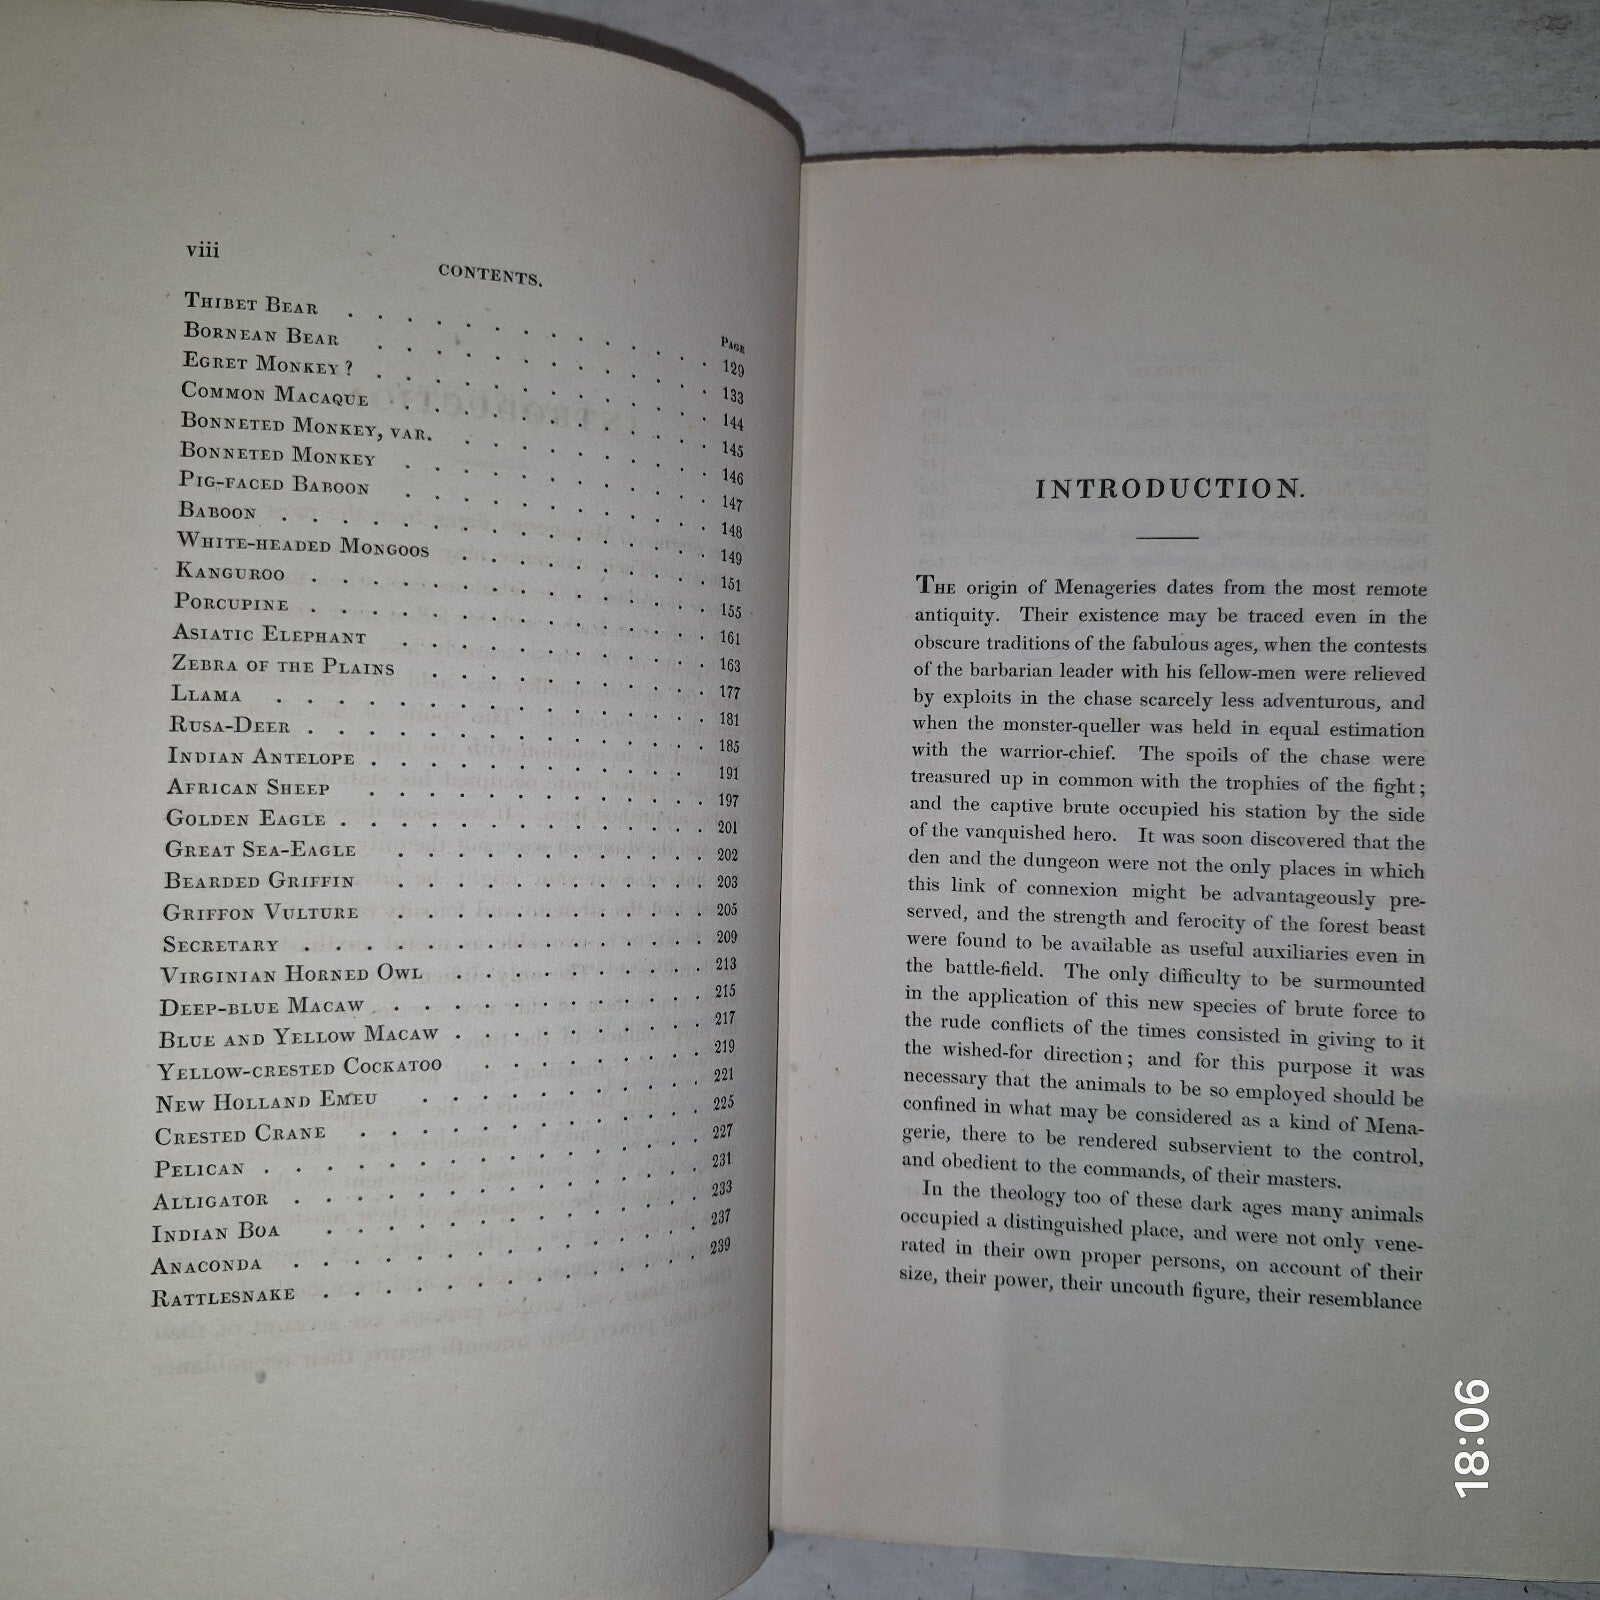 viii
CONTENTS.
PAGE
THIBET BEAR . . . . . . . . . . . . . 129
BORNEAN BEAR . . . . . . . . . . . . 133
EGRET MONKEY? . . . . . . . . . . . . 144
COMMON MACAQUE . . . . . . . . . . . 145
BONNETED MONKEY, VAR. . . . . . . . . . 146
BONNETED MONKEY . . . . . . . . . . . 147
PIG-FACED BABOON . . . . . . . . . . . 148
BABOON . . . . . . . . . . . . . . . 149
WHITE-HEADED MONGOOS . . . . . . . . . 151
KANGUROO . . . . . . . . . . . . . . 155
PORCUPINE . . . . . . . . . . . . . . 161
ASIATIC ELEPHANT . . . . . . . . . . . 163
ZEBRA OF THE PLAINS . . . . . . . . . . 177
LLAMA . . . . . . . . . . . . . . . 181
RUSA-DEER . . . . . . . . . . . . . . 185
INDIAN ANTELOPE . . . . . . . . . . . 191
AFRICAN SHEEP . . . . . . . . . . . . 197
GOLDEN EAGLE . . . . . . . . . . . . . 201
GREAT SEA-EAGLE . . . . . . . . . . . 202
BEARDED GRIFFIN . . . . . . . . . . . 203
GRIFFON VULTURE . . . . . . . . . . . 205
SECRETARY . . . . . . . . . . . . . . 209
VIRGINIAN HORNED OWL . . . . . . . . . 213
DEEP-BLUE MACAW . . . . . . . . . . . 215
BLUE AND YELLOW MACAW . . . . . . . . . 217
YELLOW-CRESTED COCKATOO . . . . . . . . 219
NEW HOLLAND EMEU . . . . . . . . . . 221
CRESTED CRANE . . . . . . . . . . . . 225
PELICAN . . . . . . . . . . . . . . . 227
ALLIGATOR . . . . . . . . . . . . . . 231
INDIAN BOA . . . . . . . . . . . . . 233
ANACONDA . . . . . . . . . . . . . . 237
RATTLESNAKE . . . . . . . . . . . . . 239
INTRODUCTION.
THE origin of Menageries dates from the most remote
antiquity. Their existence may be traced even in the
obscure traditions of the fabulous ages, when the contests
of the barbarian leader with his fellow-men were relieved
by exploits in the chase scarcely less adventurous, and
when the monster-queller was held in equal estimation
with the warrior-chief. The spoils of the chase were
treasured up in common with the trophies of the fight;
and the captive brute occupied his station by the side
of the vanquished hero. It was soon discovered that the
den and the dungeon were not the only places in which
this link of connexion might be advantageously pre-
served, and the strength and ferocity of the forest beast
were found to be available as useful auxiliaries even in
the battle-field. The only difficulty to be surmounted
in the application of this new species of brute force to
the rude conflicts of the times consisted in giving to it
the wished-for direction; and for this purpose it was
necessary that the animals to be so employed should be
confined in what may be considered as a kind of Mena-
gerie, there to be rendered subservient to the control,
and obedient to the commands, of their masters.
In the theology too of these dark ages many animals
occupied a distinguished place, and were not only vene-
rated in their own proper persons, on account of their
size, their power, their uncouth figure, their resemblance
18:06